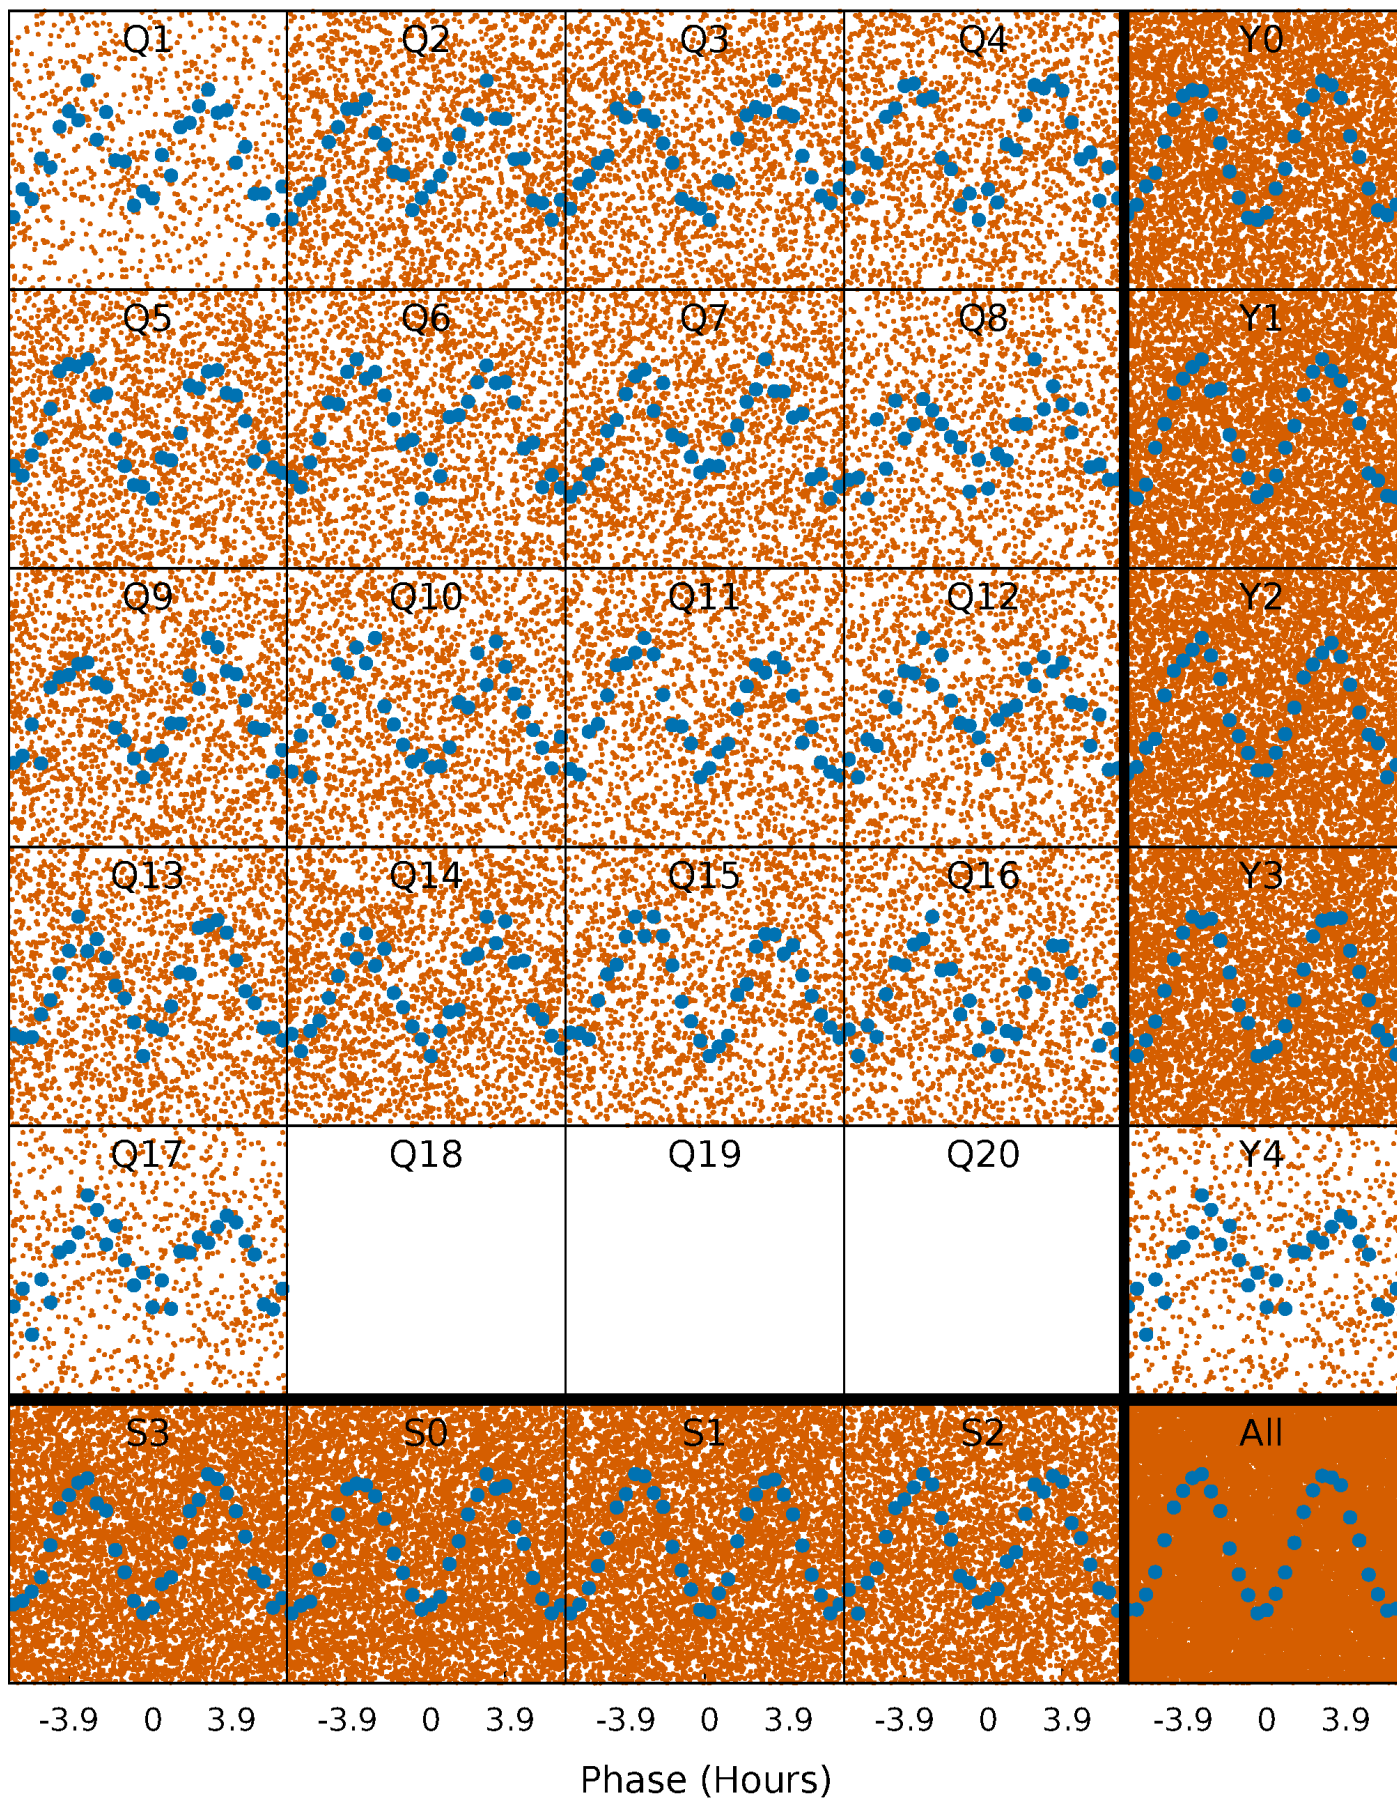 Q1 Q2 Q3 Q4 Y0
Q5 Q6 Q7 Q8 Y1
Q9 Q10 Q11 Q12 Y2
Q13 Q14 Q15 Q16 Y3
Q17 Q18 Q19 Q20 Y4
S3 S0 S1 S2 All
-3.9 0 3.9 -3.9 0 3.9 -3.9 0 3.9 -3.9 0 3.9 -3.9 0 3.9
Phase (Hours)